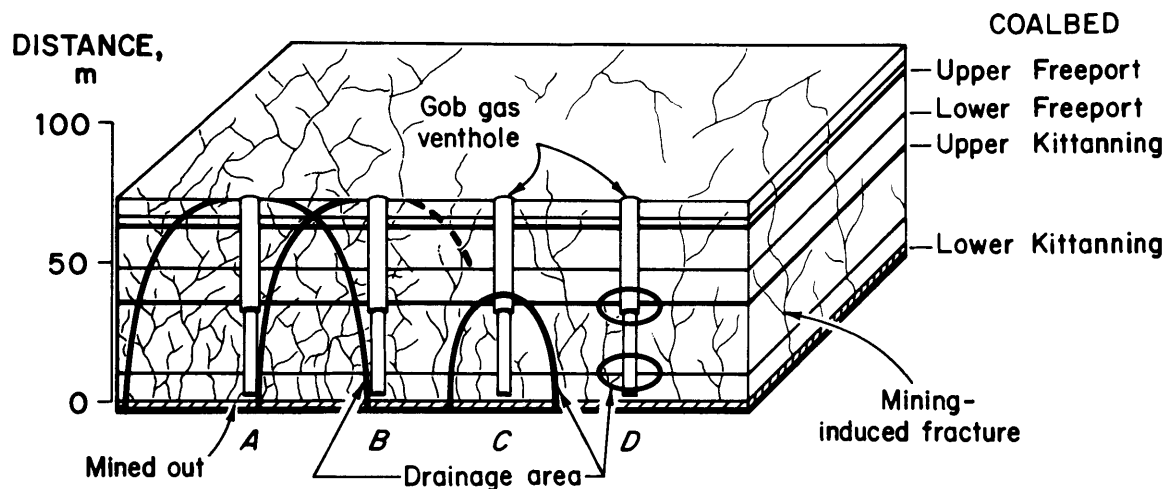 COALBED
DISTANCE,
m
Upper Freeport
Lower Freeport
Upper Kittanning
Lower Kittanning
Gob gas
venthole
100
50
0
A B C D
Mined out
Drainage area
Mining-
induced fracture